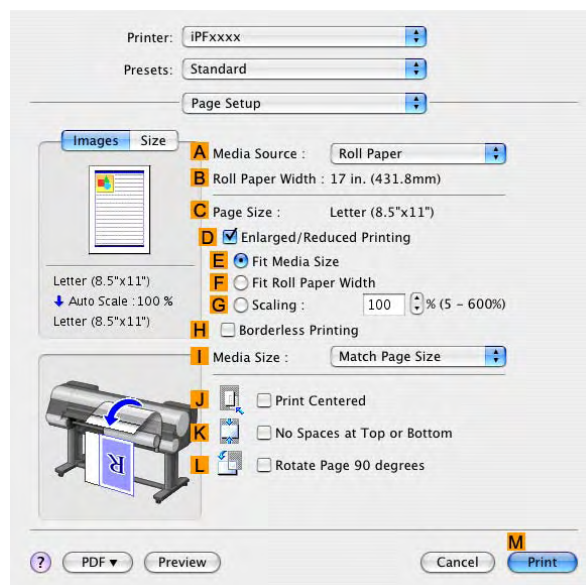 Printer: iPFxxxx
Presets: Standard
Page Setup
Images Size
A Media Source : Roll Paper
B Roll Paper Width : 17 in. (431.8mm)
C Page Size : Letter (8.5"x11")
D Enlarged/Reduced Printing
E Fit Media Size
F Fit Roll Paper Width
G Scaling : 100 % (5 - 600%)
H Borderless Printing
I Media Size : Match Page Size
J Print Centered
K No Spaces at Top or Bottom
L Rotate Page 90 degrees
Letter (8.5"x11")
Auto Scale :100 %
Letter (8.5"x11")
R
M
? PDF Preview Cancel Print